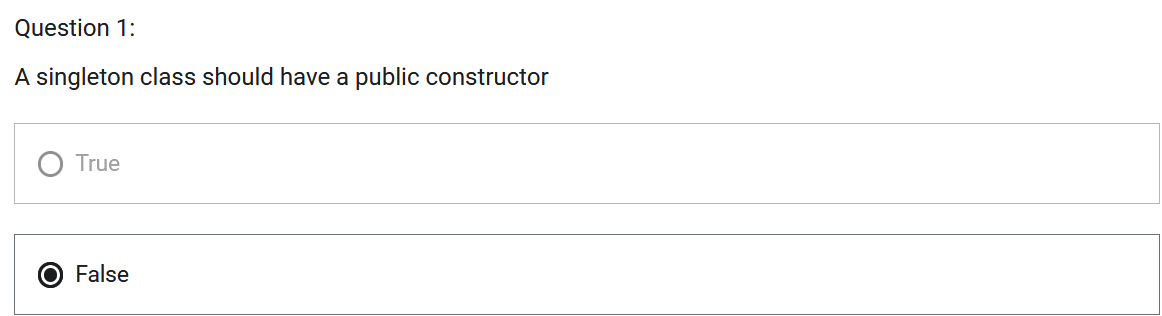 Question 1:
A singleton class should have a public constructor
True
False